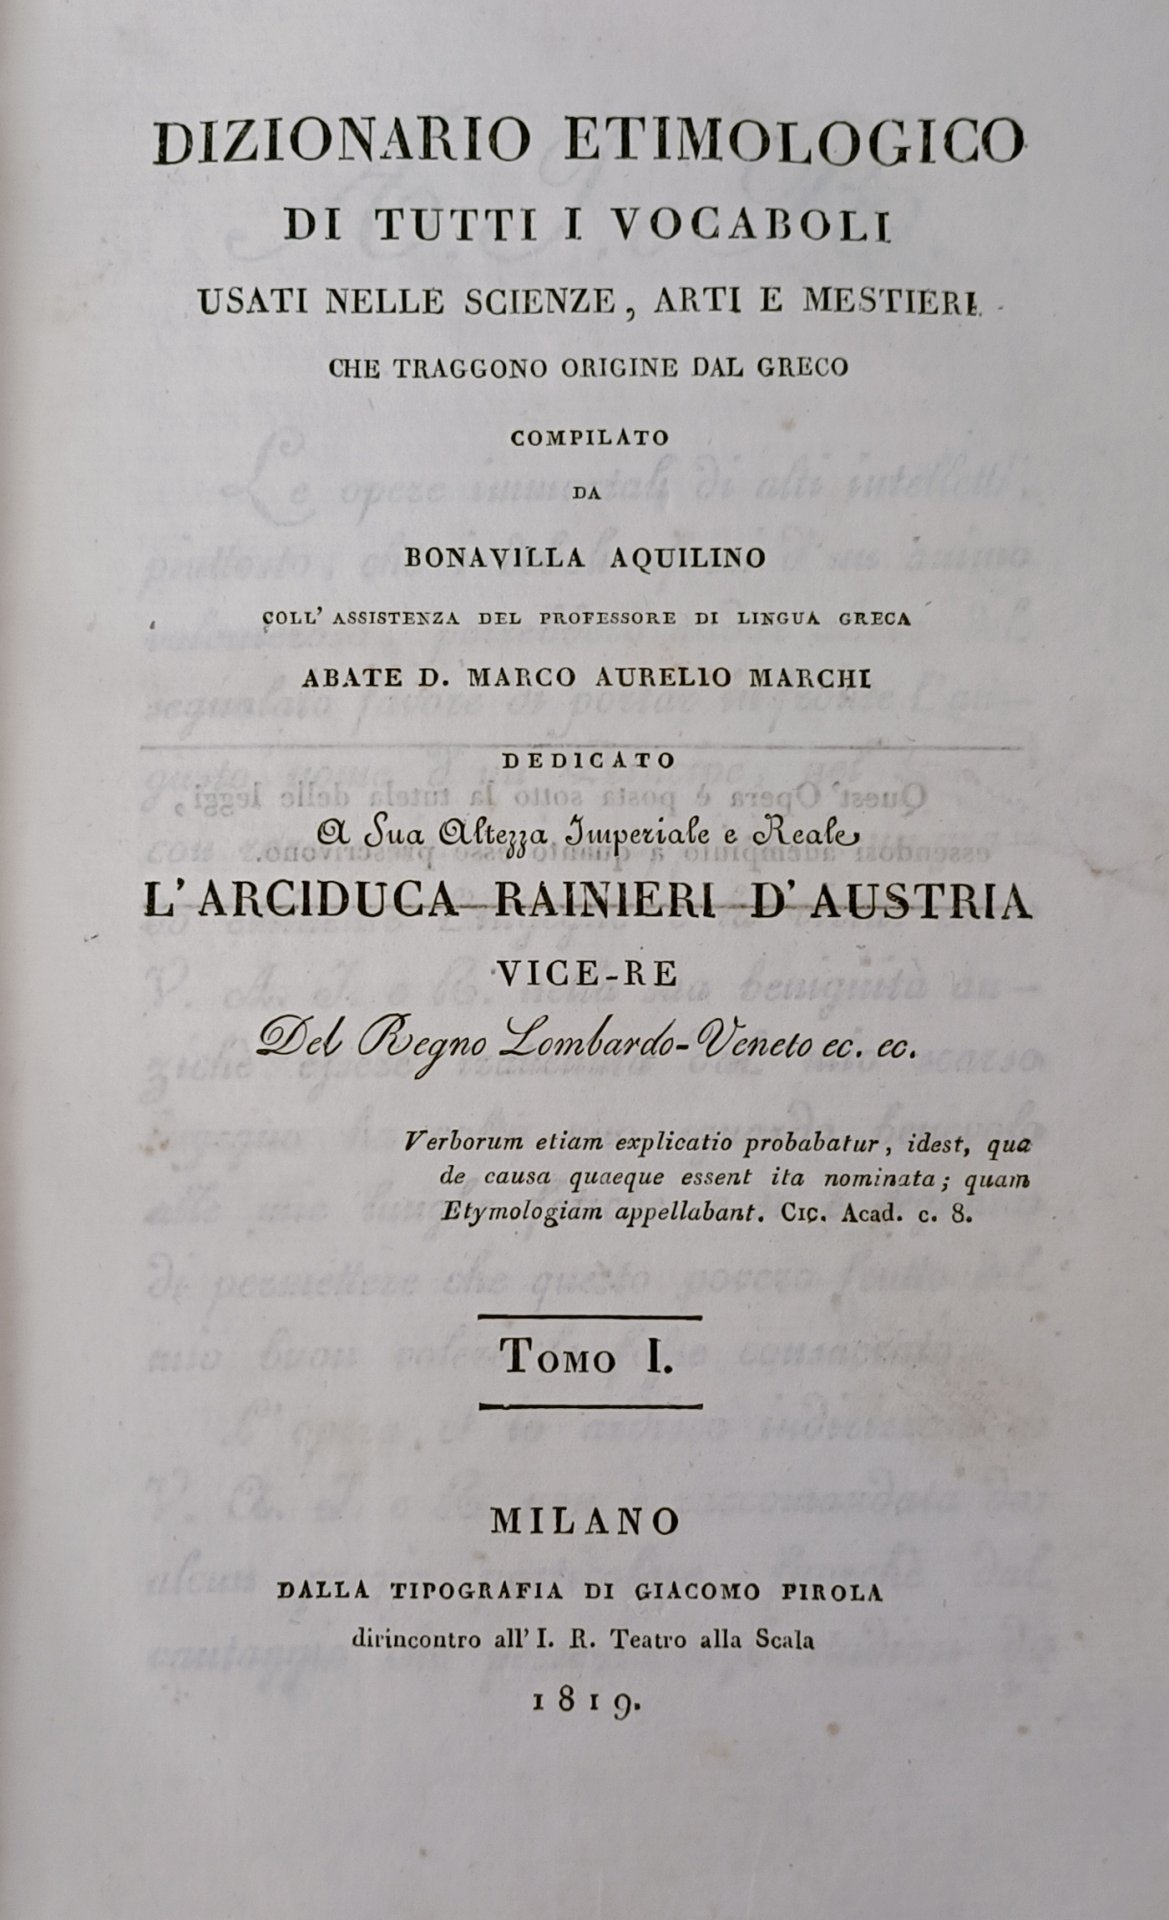 DIZIONARIO ETIMOLOGICO
DI TUTTI I VOCABOLI
USATI NELLE SCIENZE, ARTI E MESTIERI
CHE TRAGGONO ORIGINE DAL GRECO
COMPILATO
DA
BONAVILLA AQUILINO
COLL' ASSISTENZA DEL PROFESSORE DI LINGUA GRECA
ABATE D. MARCO AURELIO MARCHI
DEDICATO
A Sua Altezza Imperiale e Reale
L'ARCIDUCA RAINIERI D'AUSTRIA
VICE-RE
Del Regno Lombardo-Veneto ec. ec.
Verborum etiam explicatio probabatur, idest, qua
de causa quaeque essent ita nominata; quam
Etymologiam appellabant. CIC. Acad. c. 8.
TOMO I.
MILANO
DALLA TIPOGRAFIA DI GIACOMO PIROLA
dirincontro all' I. R. Teatro alla Scala
1819.